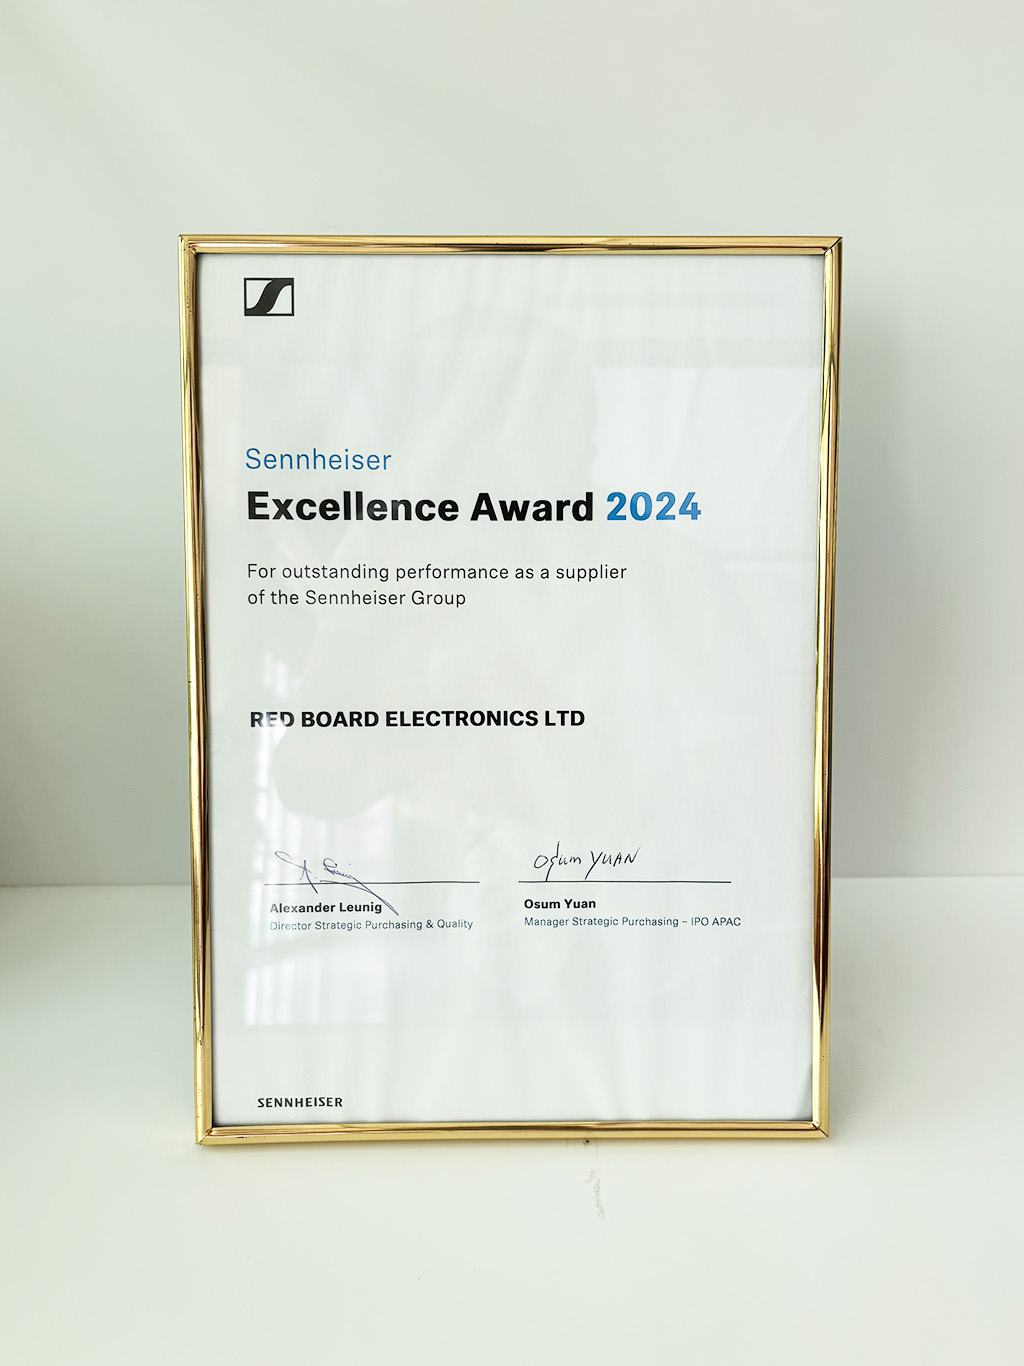 Sennheiser
Excellence Award 2024
For outstanding performance as a supplier
of the Sennheiser Group
RED BOARD ELECTRONICS LTD
Osum YUAN
Alexander Leunig
Director Strategic Purchasing & Quality
Osum Yuan
Manager Strategic Purchasing – IPO APAC
SENNHEISER